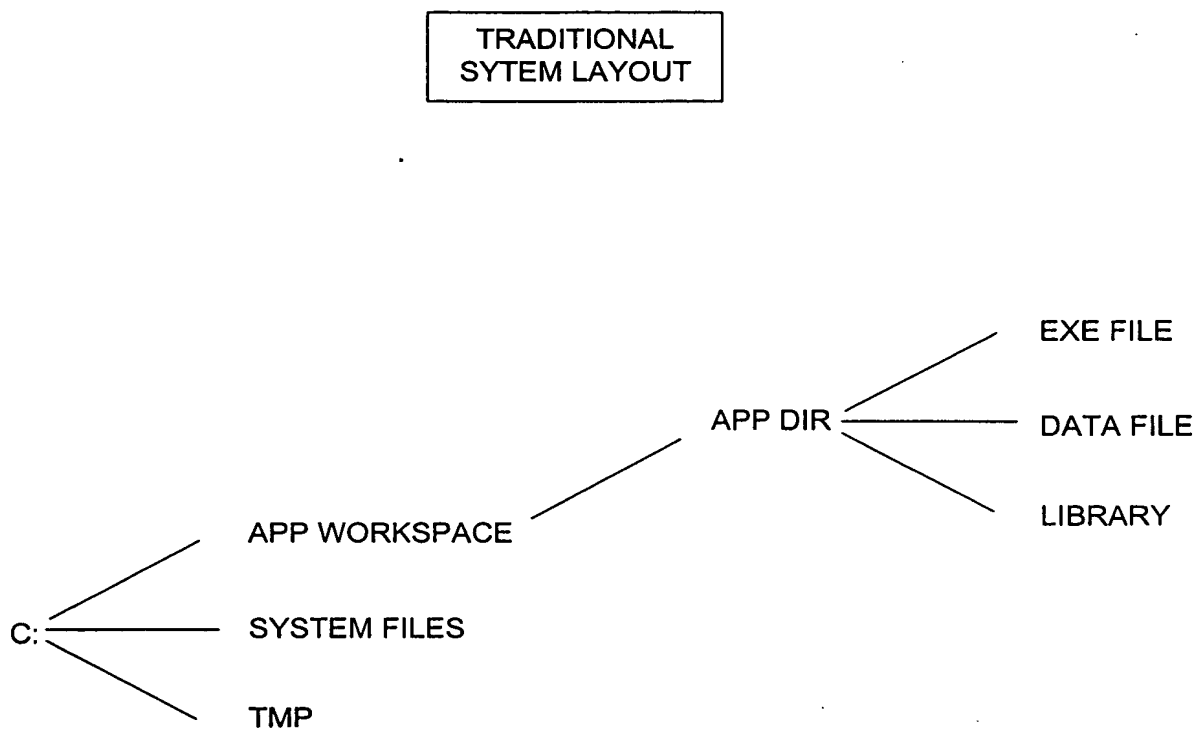 TRADITIONAL
SYTEM LAYOUT
EXE FILE
APP DIR
DATA FILE
LIBRARY
APP WORKSPACE
C:
SYSTEM FILES
TMP